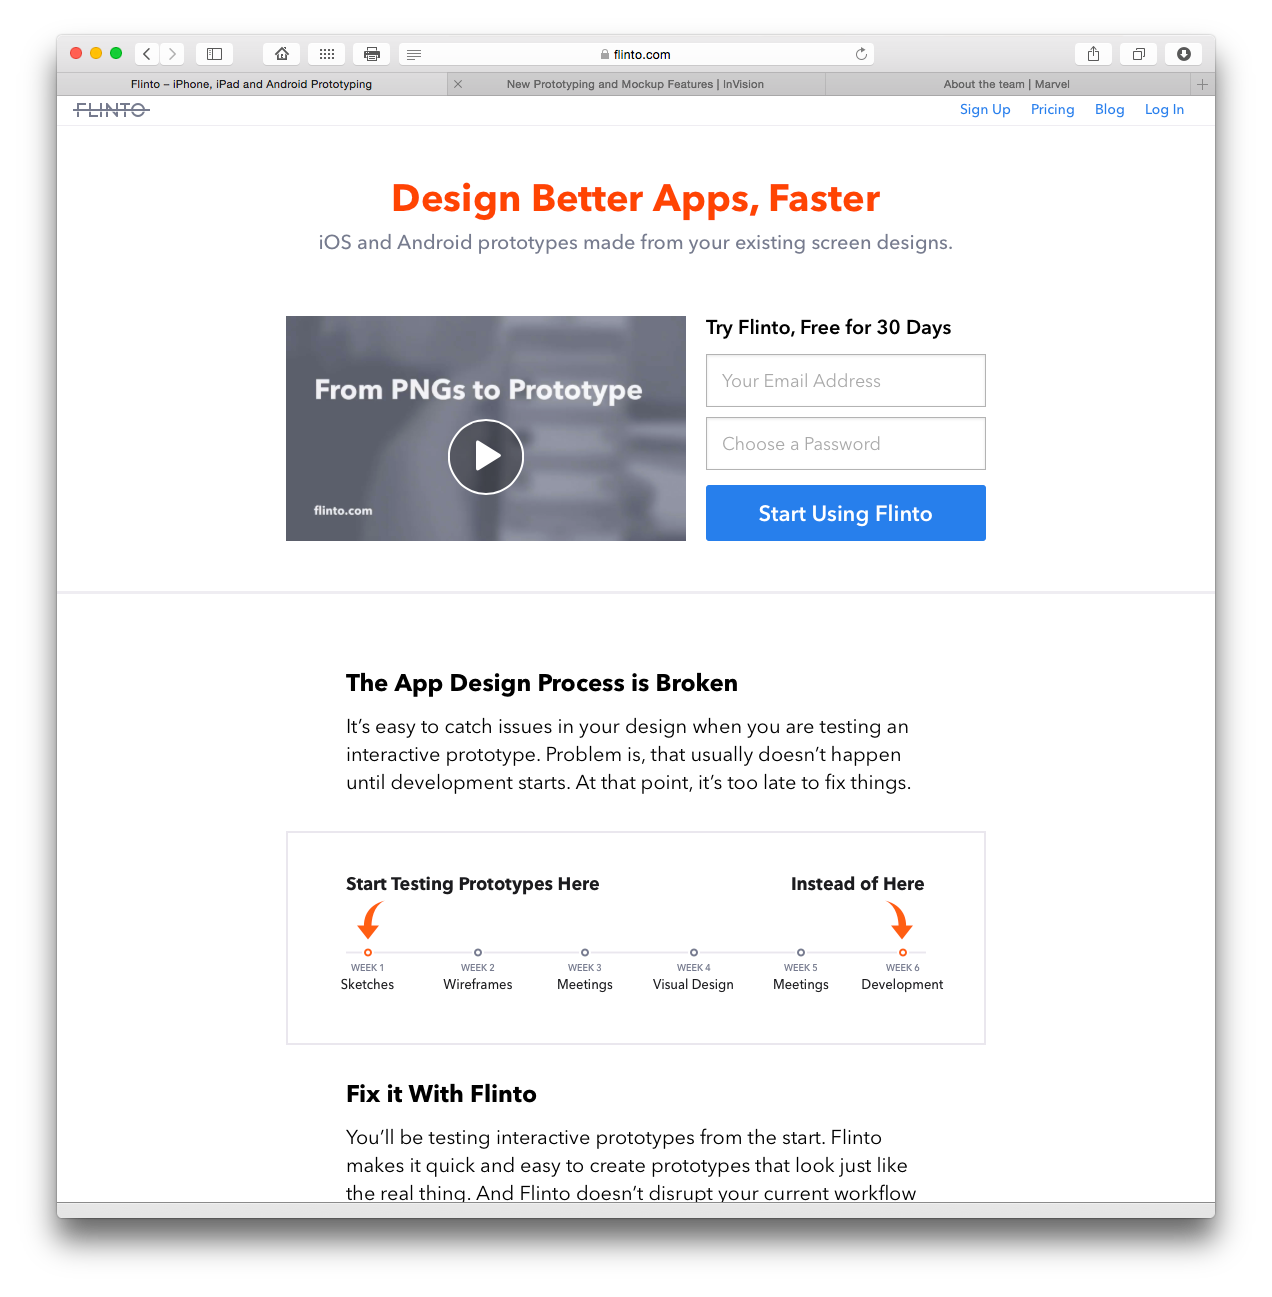 flinto.com
Flinto – iPhone, iPad and Android Prototyping
New Prototyping and Mockup Features | InVision
About the team | Marvel
FLINTO
Sign Up
Pricing
Blog
Log In
Design Better Apps, Faster
iOS and Android prototypes made from your existing screen designs.
From PNGs to Prototype
flinto.com
Try Flinto, Free for 30 Days
Your Email Address
Choose a Password
Start Using Flinto
The App Design Process is Broken
It’s easy to catch issues in your design when you are testing an
interactive prototype. Problem is, that usually doesn’t happen
until development starts. At that point, it’s too late to fix things.
Start Testing Prototypes Here
Instead of Here
WEEK 1
Sketches
WEEK 2
Wireframes
WEEK 3
Meetings
WEEK 4
Visual Design
WEEK 5
Meetings
WEEK 6
Development
Fix it With Flinto
You’ll be testing interactive prototypes from the start. Flinto
makes it quick and easy to create prototypes that look just like
the real thing. And Flinto doesn’t disrupt your current workflow